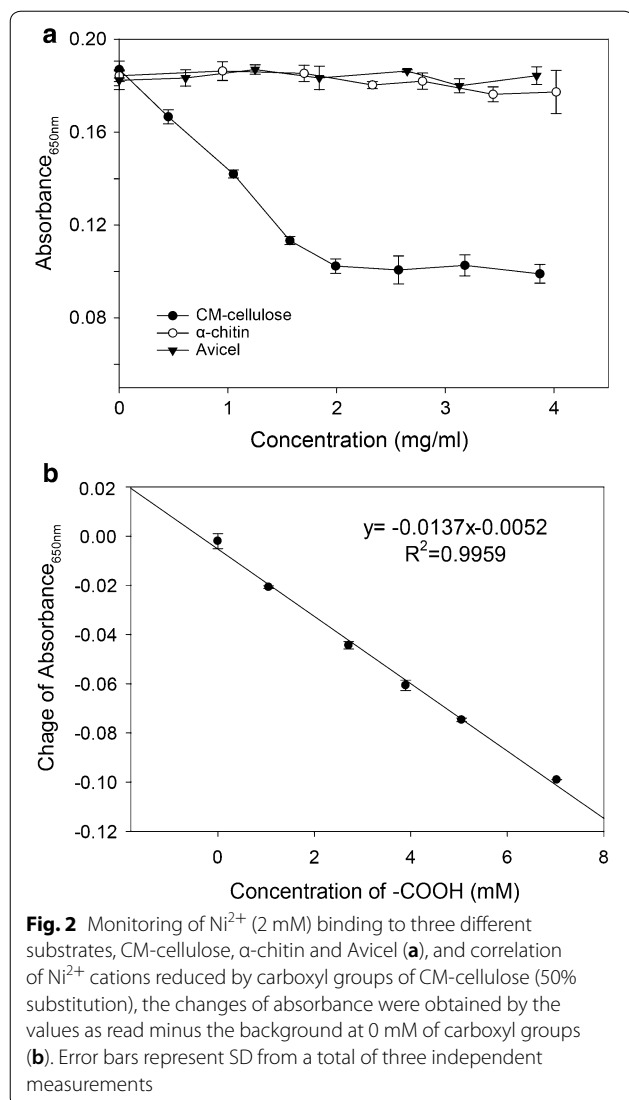 a
0.20
0.16
0.12
0.08
Absorbance650nm
CM-cellulose
α-chitin
Avicel
0 1 2 3 4
Concentration (mg/ml)
b
0.02
0.00
-0.02
-0.04
-0.06
-0.08
-0.10
-0.12
Chage of Absorbance650nm
y= -0.0137x-0.0052
R²=0.9959
0 2 4 6 8
Concentration of -COOH (mM)
Fig. 2 Monitoring of Ni²⁺ (2 mM) binding to three different
substrates, CM-cellulose, α-chitin and Avicel (a), and correlation
of Ni²⁺ cations reduced by carboxyl groups of CM-cellulose (50%
substitution), the changes of absorbance were obtained by the
values as read minus the background at 0 mM of carboxyl groups
(b). Error bars represent SD from a total of three independent
measurements